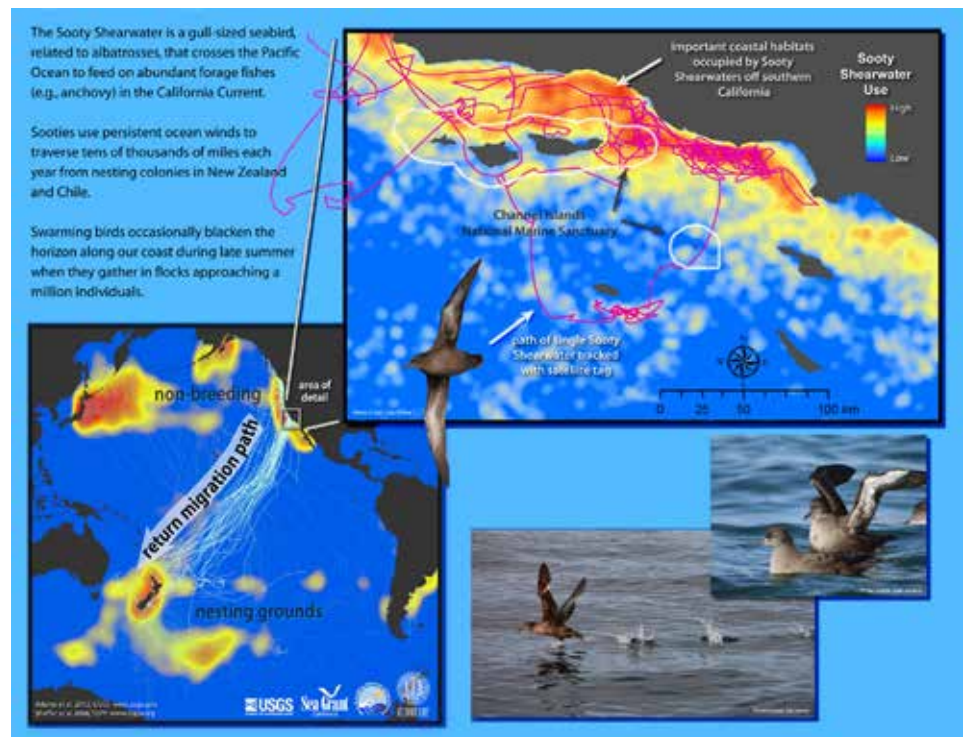 The Sooty Shearwater is a gull-sized seabird,
related to albatrosses, that crosses the Pacific
Ocean to feed on abundant forage fishes
(e.g., anchovy) in the California Current.
Sooties use persistent ocean winds to
traverse tens of thousands of miles each
year from nesting colonies in New Zealand
and Chile.
Swarming birds occasionally blacken the
horizon along our coast during late summer
when they gather in flocks approaching a
million individuals.
important coastal habitats
occupied by Sooty
Shearwaters off southern
California
Sooty
Shearwater
Use
High
Low
Channel Islands
National Marine Sanctuary
path of single Sooty
Shearwater tracked
with satellite tag
N
0 25 50 100 km
non-breeding
area of
detail
return migration path
nesting grounds
USGS
Sea Grant